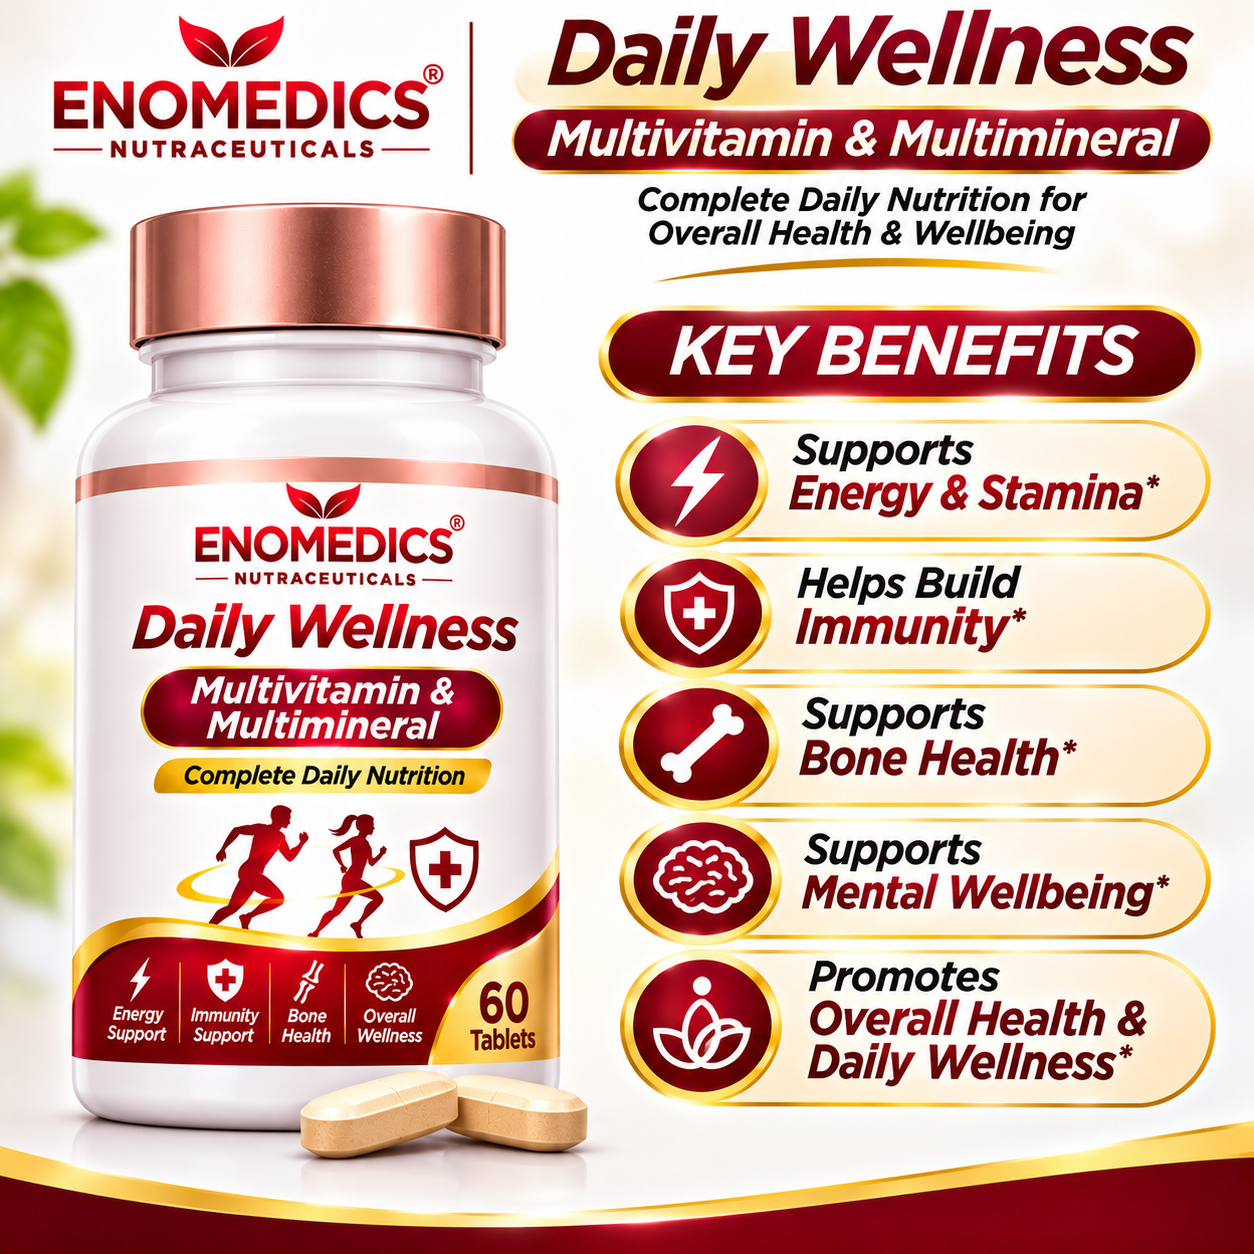 ENOMEDICS®
NUTRACEUTICALS
Daily Wellness
Multivitamin & Multimineral
Complete Daily Nutrition for
Overall Health & Wellbeing
KEY BENEFITS
Supports
Energy & Stamina*
Helps Build
Immunity*
Supports
Bone Health*
Supports
Mental Wellbeing*
Promotes
Overall Health &
Daily Wellness*
ENOMEDICS®
NUTRACEUTICALS
Daily Wellness
Multivitamin &
Multimineral
Complete Daily Nutrition
Energy
Support
Immunity
Support
Bone
Health
Overall
Wellness
60
Tablets